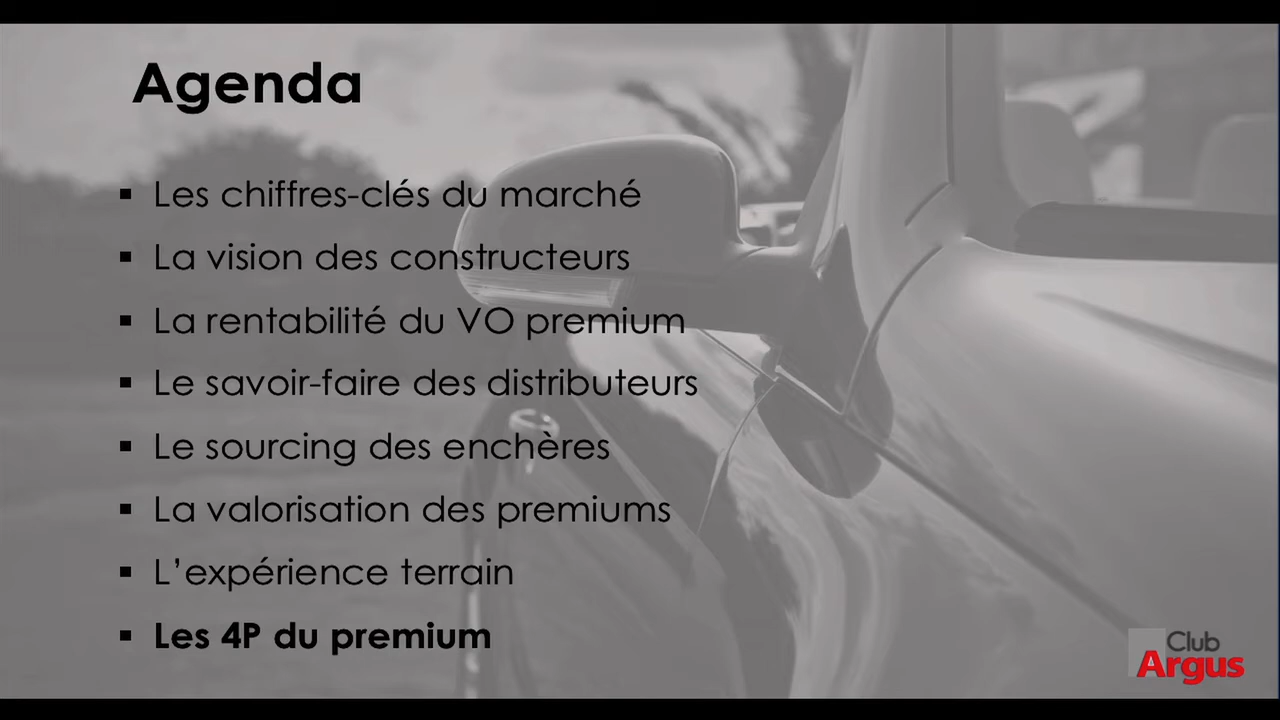 Agenda
▪ Les chiffres-clés du marché
▪ La vision des constructeurs
▪ La rentabilité du VO premium
▪ Le savoir-faire des distributeurs
▪ Le sourcing des enchères
▪ La valorisation des premiums
▪ L’expérience terrain
▪ Les 4P du premium
Club
Argus